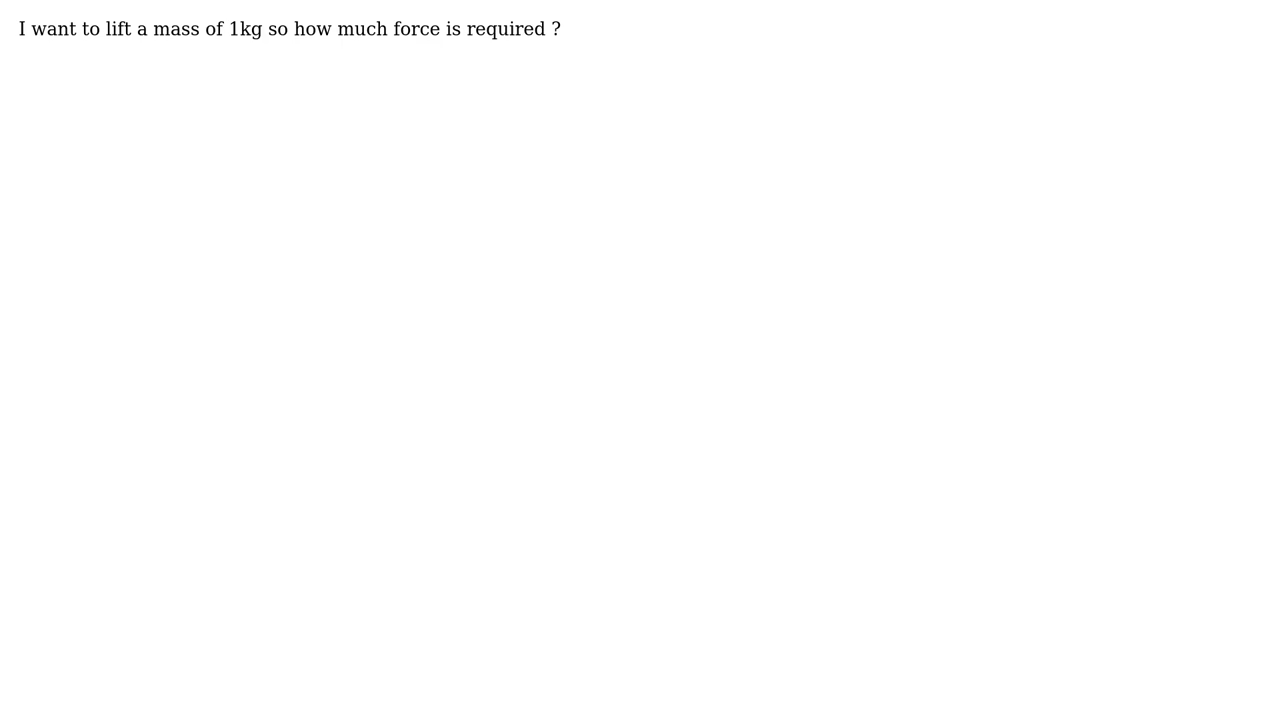 I want to lift a mass of 1kg so how much force is required ?